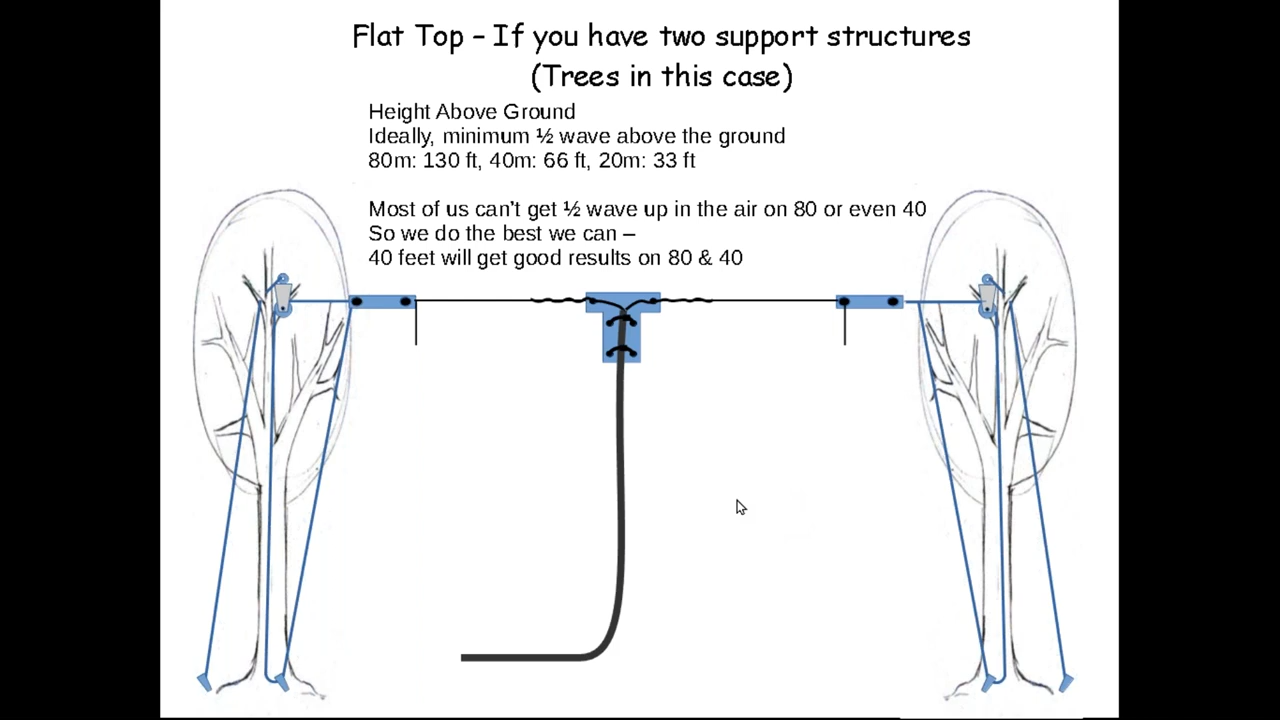 Flat Top – If you have two support structures
(Trees in this case)
Height Above Ground
Ideally, minimum ½ wave above the ground
80m: 130 ft, 40m: 66 ft, 20m: 33 ft
Most of us can’t get ½ wave up in the air on 80 or even 40
So we do the best we can –
40 feet will get good results on 80 & 40